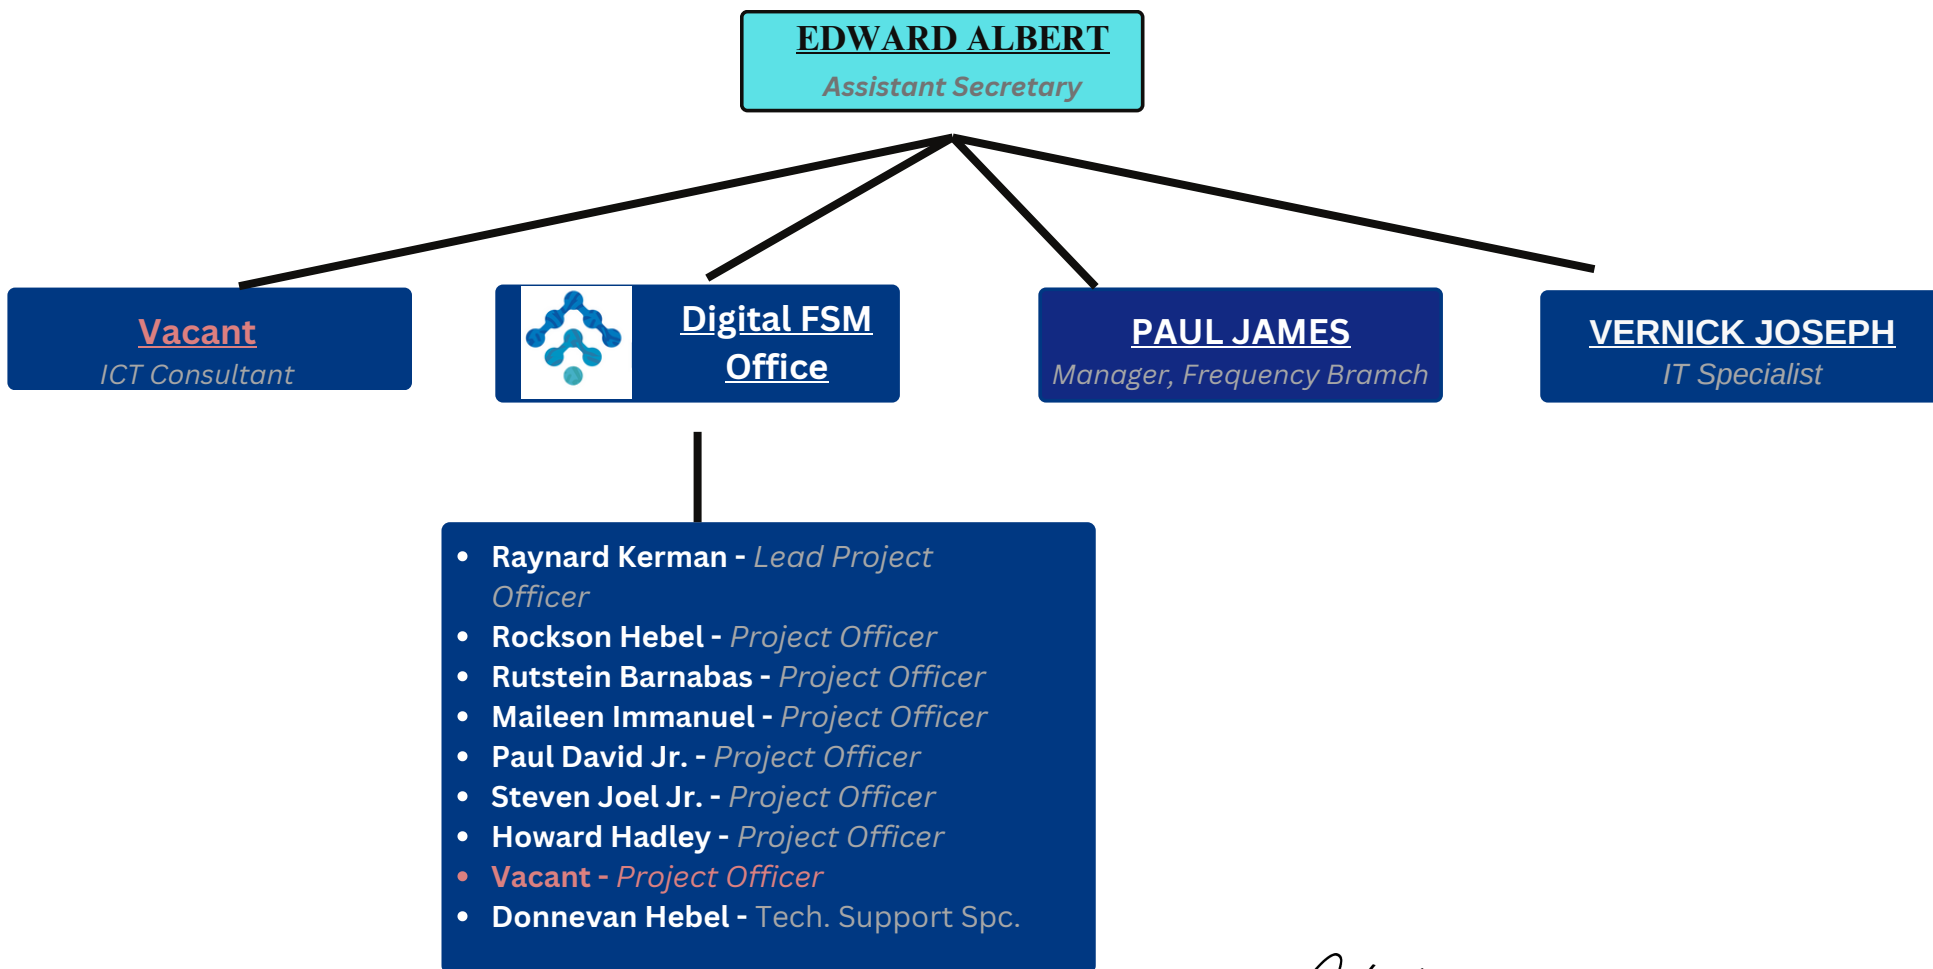 EDWARD ALBERT
Assistant Secretary
Vacant
ICT Consultant
Digital FSM
Office
PAUL JAMES
Manager, Frequency Bramch
VERNICK JOSEPH
IT Specialist
• Raynard Kerman - Lead Project
Officer
• Rockson Hebel - Project Officer
• Rutstein Barnabas - Project Officer
• Maileen Immanuel - Project Officer
• Paul David Jr. - Project Officer
• Steven Joel Jr. - Project Officer
• Howard Hadley - Project Officer
• Vacant - Project Officer
• Donnevan Hebel - Tech. Support Spc.